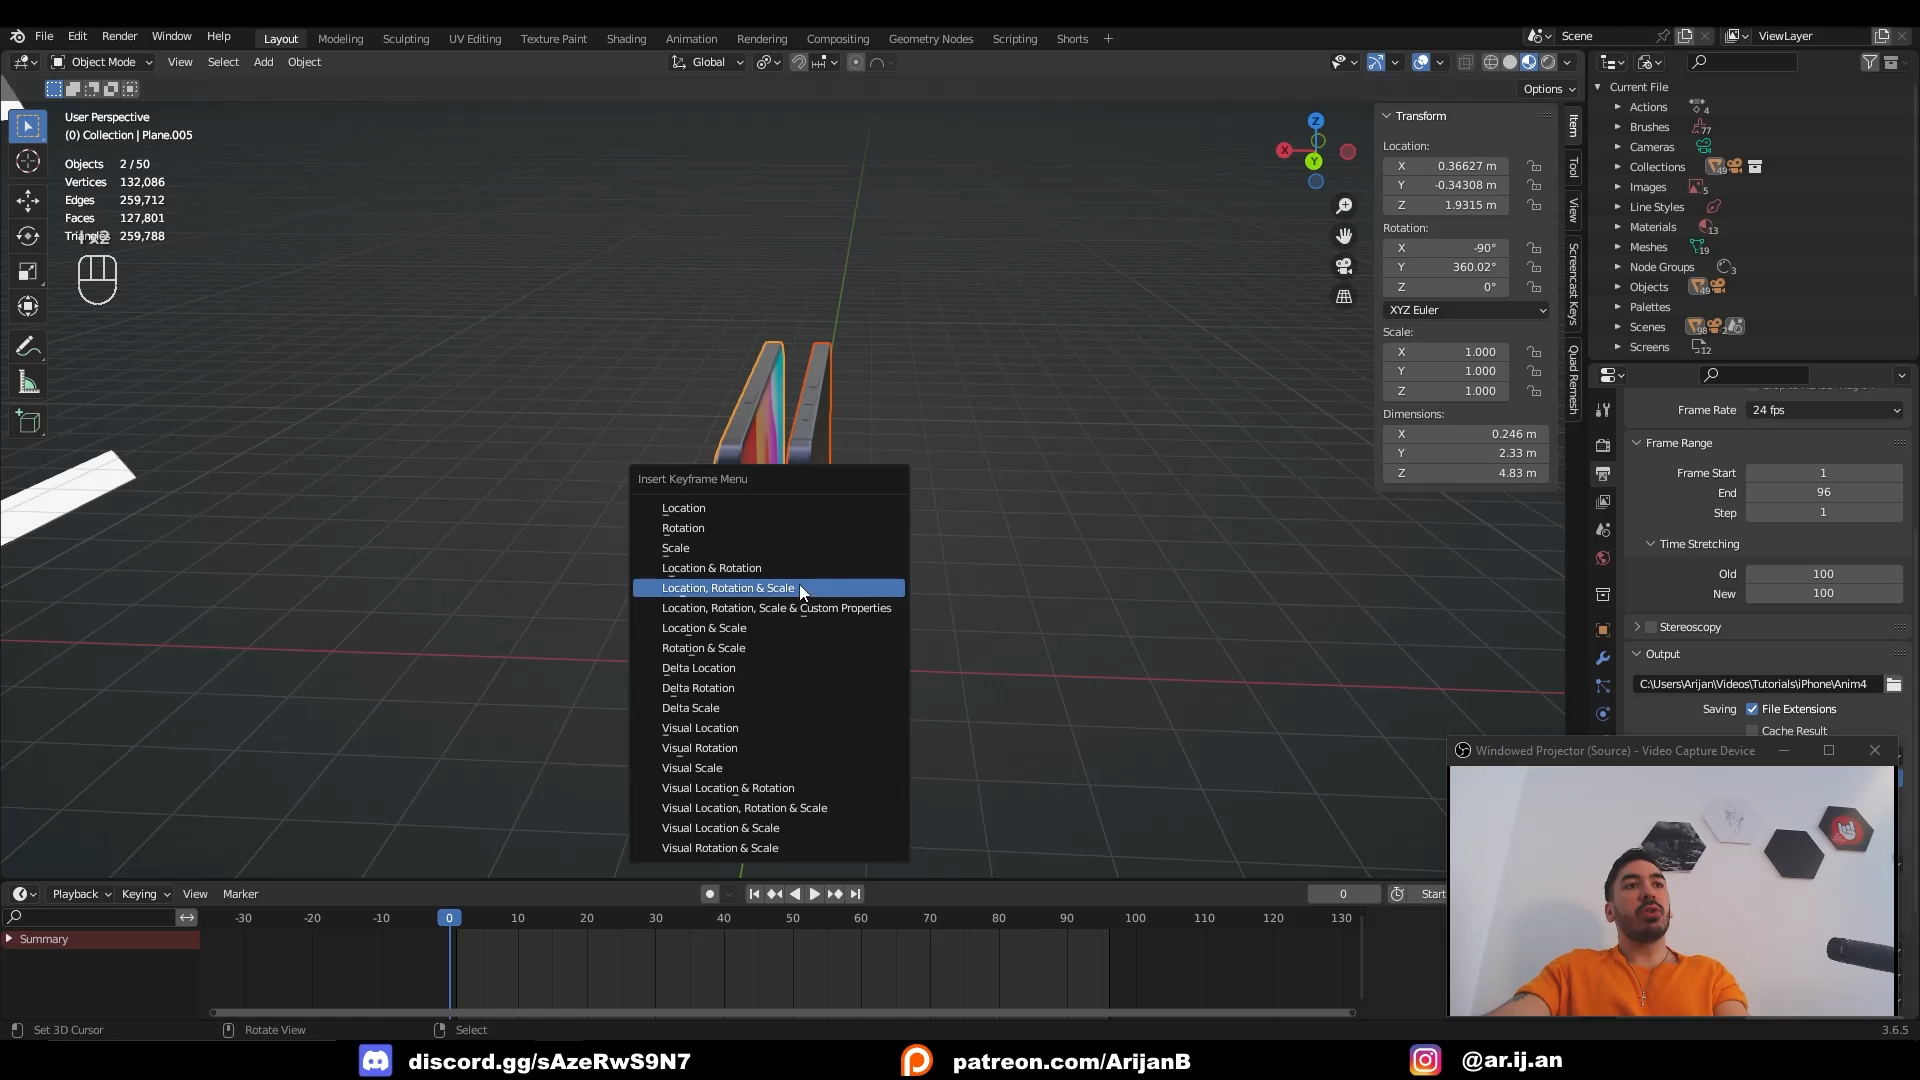 File Edit Render Window Help Layout Modeling Sculpting UV Editing Texture Paint Shading Animation Rendering Compositing Geometry Nodes Scripting Shorts +
Scene
ViewLayer
Object Mode View Select Add Object
Global
Options
User Perspective
(0) Collection | Plane.005
Objects 2 / 50
Vertices 132,086
Edges 259,712
Faces 127,801
Triangles 259,788
I x2
Z
X
Y
Transform
Location:
X 0.36627 m
Y -0.34308 m
Z 1.9315 m
Rotation:
X -90°
Y 360.02°
Z 0°
XYZ Euler
Scale:
X 1.000
Y 1.000
Z 1.000
Dimensions:
X 0.246 m
Y 2.33 m
Z 4.83 m
Item
Tool
View
Screencast Keys
Quad Remesh
Current File
Actions 4
Brushes 77
Cameras
Collections 49
Images 5
Line Styles
Materials 13
Meshes 19
Node Groups 3
Objects 49
Palettes
Scenes 98 2
Screens 12
Frame Rate 24 fps
Frame Range
Frame Start 1
End 96
Step 1
Time Stretching
Old 100
New 100
Stereoscopy
Output
C:\Users\Arijan\Videos\Tutorials\iPhone\Anim4
Saving File Extensions
Cache Result
Insert Keyframe Menu
Location
Rotation
Scale
Location & Rotation
Location, Rotation & Scale
Location, Rotation, Scale & Custom Properties
Location & Scale
Rotation & Scale
Delta Location
Delta Rotation
Delta Scale
Visual Location
Visual Rotation
Visual Scale
Visual Location & Rotation
Visual Location, Rotation & Scale
Visual Location & Scale
Visual Rotation & Scale
Windowed Projector (Source) - Video Capture Device
Playback Keying View Marker
0
Start
-30 -20 -10 0 10 20 30 40 50 60 70 80 90 100 110 120 130
Summary
Set 3D Cursor
Rotate View
Select
3.6.5
discord.gg/sAzeRwS9N7
patreon.com/ArijanB
@ar.ij.an